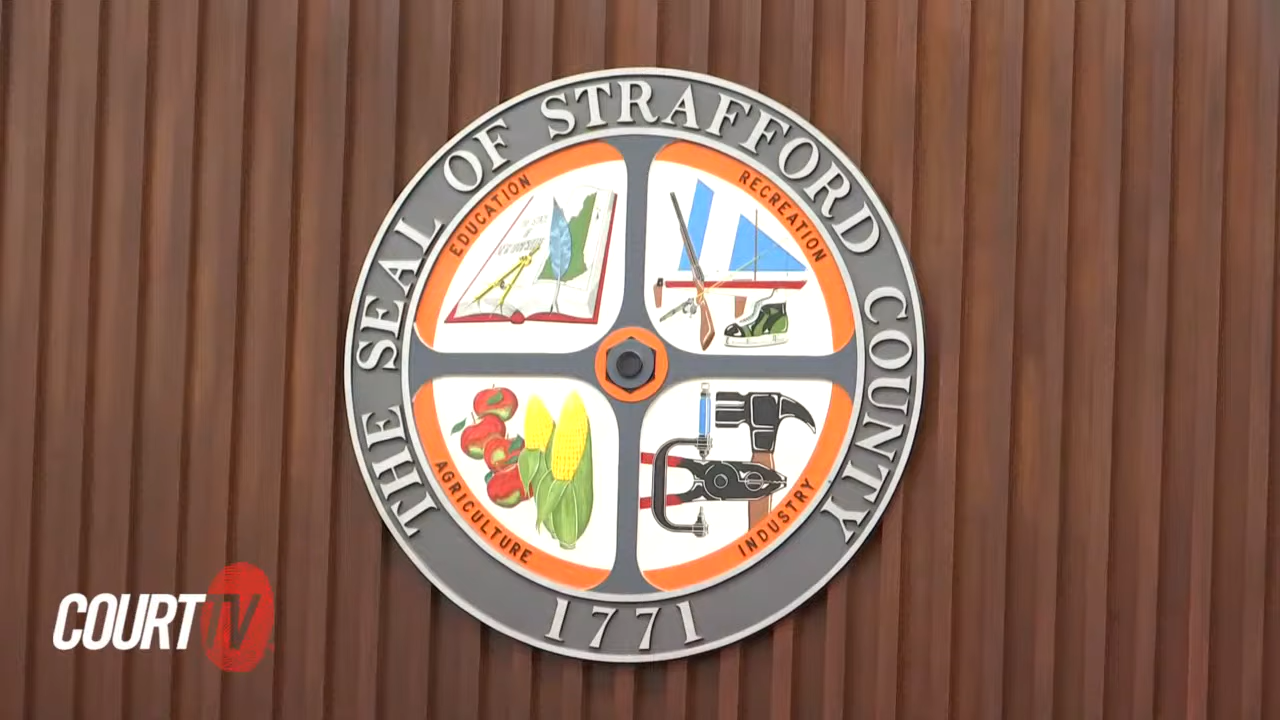 THE SEAL OF STRAFFORD COUNTY
EDUCATION
RECREATION
AGRICULTURE
INDUSTRY
1771
COURT TV